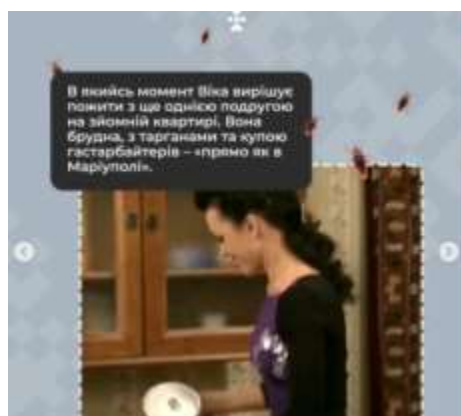 В якийсь момент Віка вирішує
пожити з ще однією подругою
на зйомній квартирі. Вона
брудна, з тарганами та купою
гастарбайтерів – «прямо як в
Маріуполі».